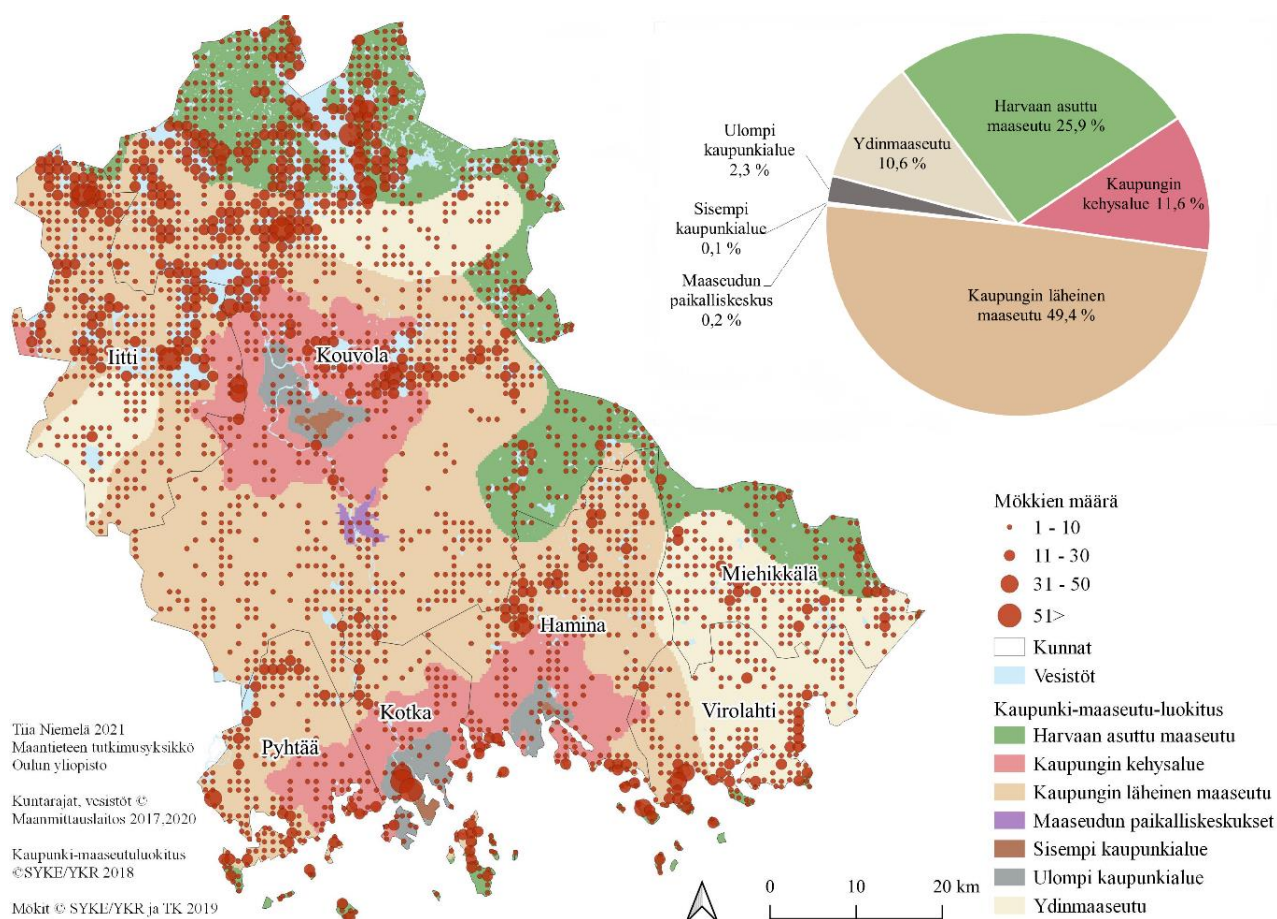 Harvaan asuttu
maaseutu 25,9 %
Ydinmaaseutu
10,6 %
Ulompi
kaupunkialue
2,3 %
Kaupungin
kehysalue 11,6 %
Sisempi
kaupunkialue
0,1 %
Maaseudun
paikalliskeskus
0,2 %
Kaupungin läheinen
maaseutu 49,4 %
Iitti
Kouvola
Miehikkälä
Hamina
Virolahti
Kotka
Pyhtää
Mökkien määrä
1 - 10
11 - 30
31 - 50
51>
Kunnat
Vesistöt
Kaupunki-maaseutu-luokitus
Harvaan asuttu maaseutu
Kaupungin kehysalue
Kaupungin läheinen maaseutu
Maaseudun paikalliskeskukset
Sisempi kaupunkialue
Ulompi kaupunkialue
Ydinmaaseutu
Tiia Niemelä 2021
Maantieteen tutkimusyksikkö
Oulun yliopisto
Kuntarajat, vesistöt ©
Maanmittauslaitos 2017,2020
Kaupunki-maaseutuluokitus
©SYKE/YKR 2018
Mökit © SYKE/YKR ja TK 2019
0 10 20 km